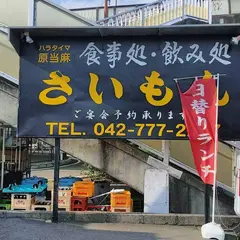 ハラタイマ
原当麻
食事処・飲み処
さいもん
ご宴会予約承ります
TEL. 042-777-2
日替りランチ